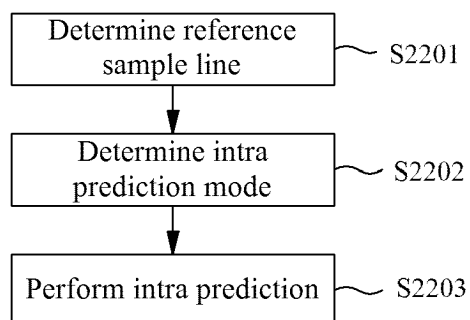 Determine reference
sample line
S2201
Determine intra
prediction mode
S2202
Perform intra prediction
S2203